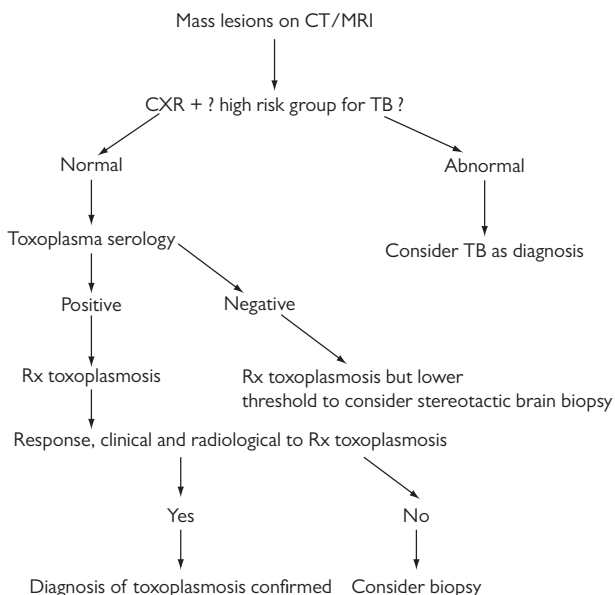 Mass lesions on CT/MRI
CXR + ? high risk group for TB ?
Normal
Abnormal
Toxoplasma serology
Consider TB as diagnosis
Positive
Negative
Rx toxoplasmosis
Rx toxoplasmosis but lower
threshold to consider stereotactic brain biopsy
Response, clinical and radiological to Rx toxoplasmosis
Yes
No
Diagnosis of toxoplasmosis confirmed
Consider biopsy